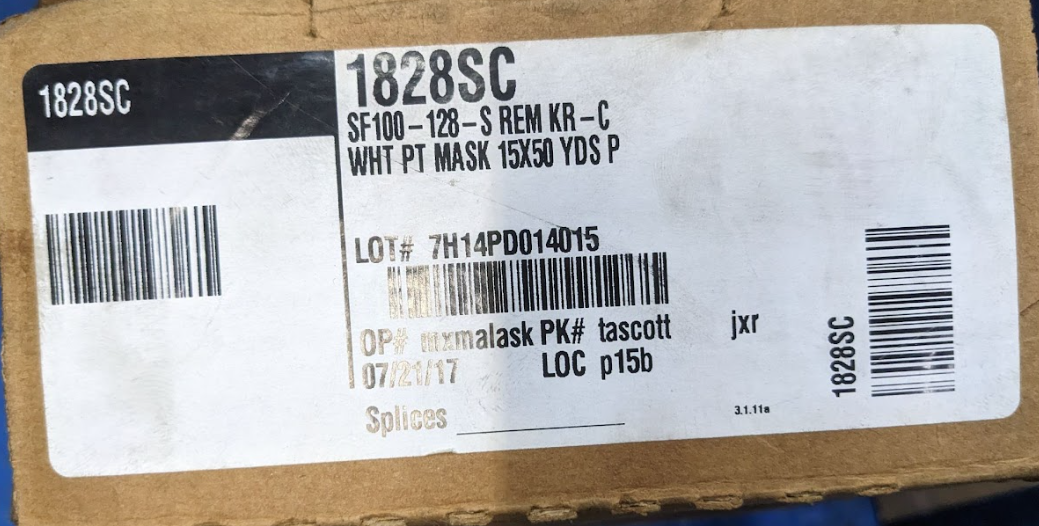 1828SC
1828SC
SF100-128-S REM KR-C
WHT PT MASK 15X50 YDS P
LOT# 7H14PD014015
OP# mxmalask PK# tascott jxr
07/21/17 LOC p15b
Splices
3.1.11a
1828SC